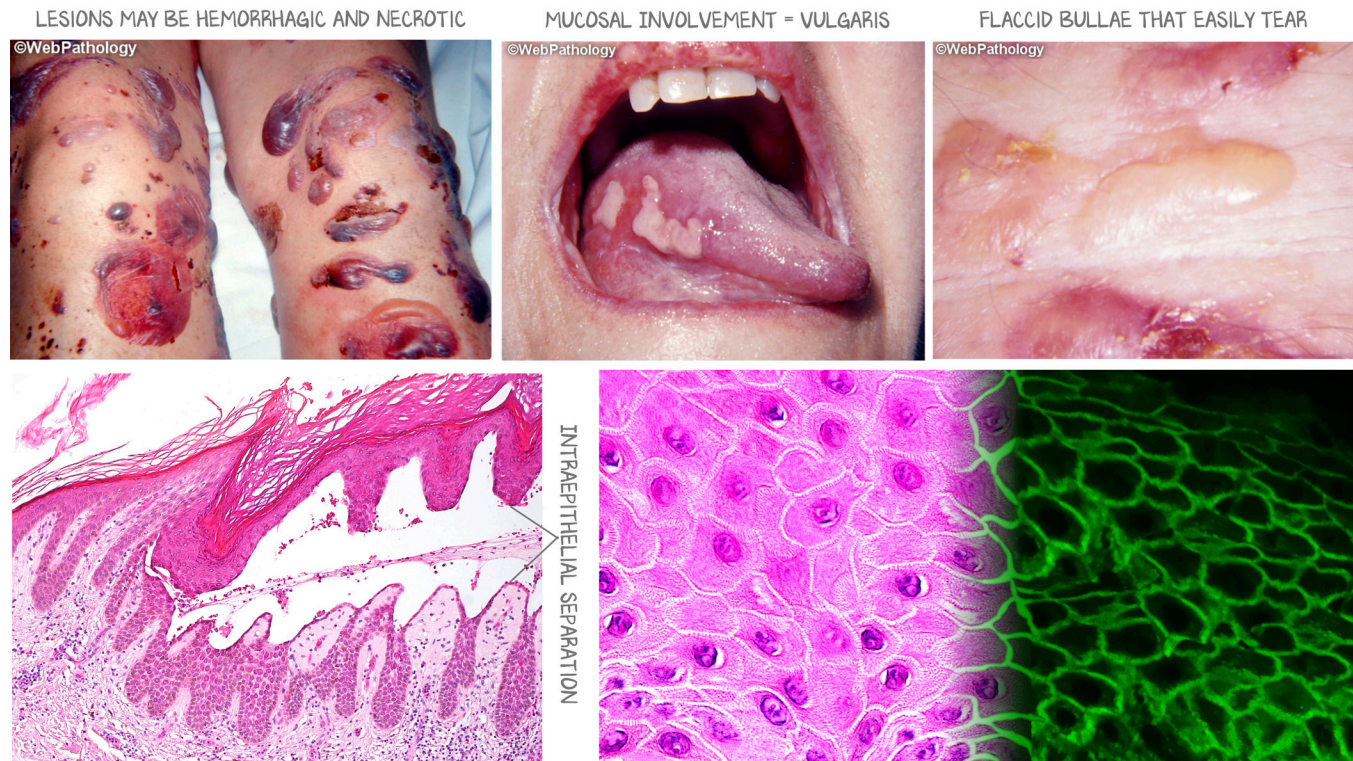 LESIONS MAY BE HEMORRHAGIC AND NECROTIC
MUCOSAL INVOLVEMENT = VULGARIS
FLACCID BULLAE THAT EASILY TEAR
©WebPathology
©WebPathology
©WebPathology
INTRAEPITHELIAL SEPARATION